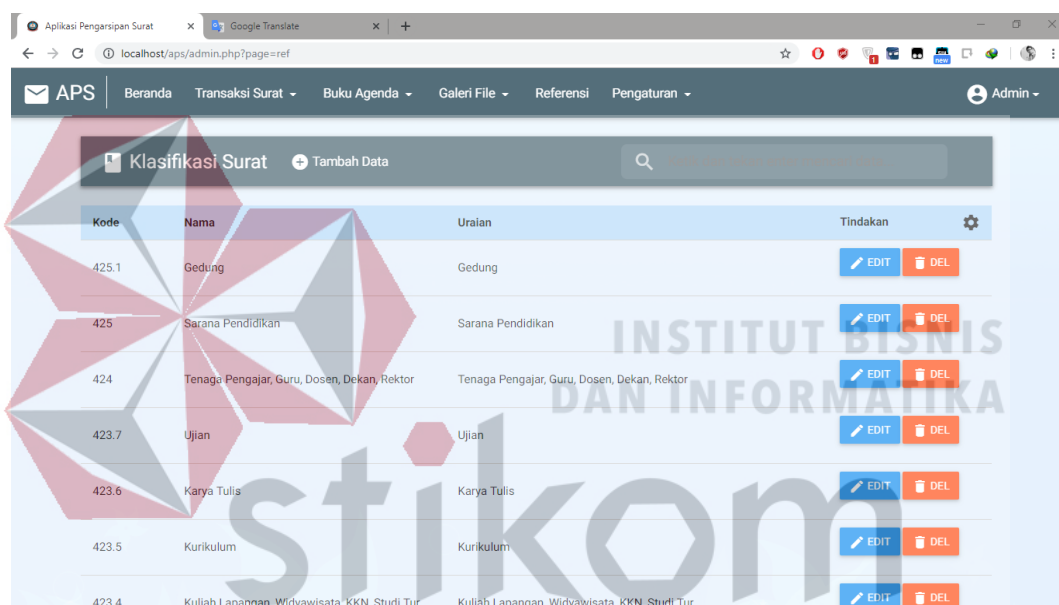 Aplikasi Pengarsipan Surat
Google Translate
localhost/aps/admin.php?page=ref
1
new
APS Beranda Transaksi Surat Buku Agenda Galeri File Referensi Pengaturan Admin
Klasifikasi Surat Tambah Data
Kode Nama Uraian Tindakan
425.1 Gedung Gedung EDIT DEL
425 Sarana Pendidikan Sarana Pendidikan EDIT DEL
INSTITUT BISNIS
424 Tenaga Pengajar, Guru, Dosen, Dekan, Rektor Tenaga Pengajar, Guru, Dosen, Dekan, Rektor EDIT DEL
DAN INFORMATIKA
423.7 Ujian Ujian EDIT DEL
423.6 Karya Tulis Karya Tulis EDIT DEL
stikom
423.5 Kurikulum Kurikulum EDIT DEL
423.4 Kuliah Lapangan, Widyawisata, KKN, Studi Tur Kuliah Lapangan, Widyawisata, KKN, Studi Tur EDIT DEL